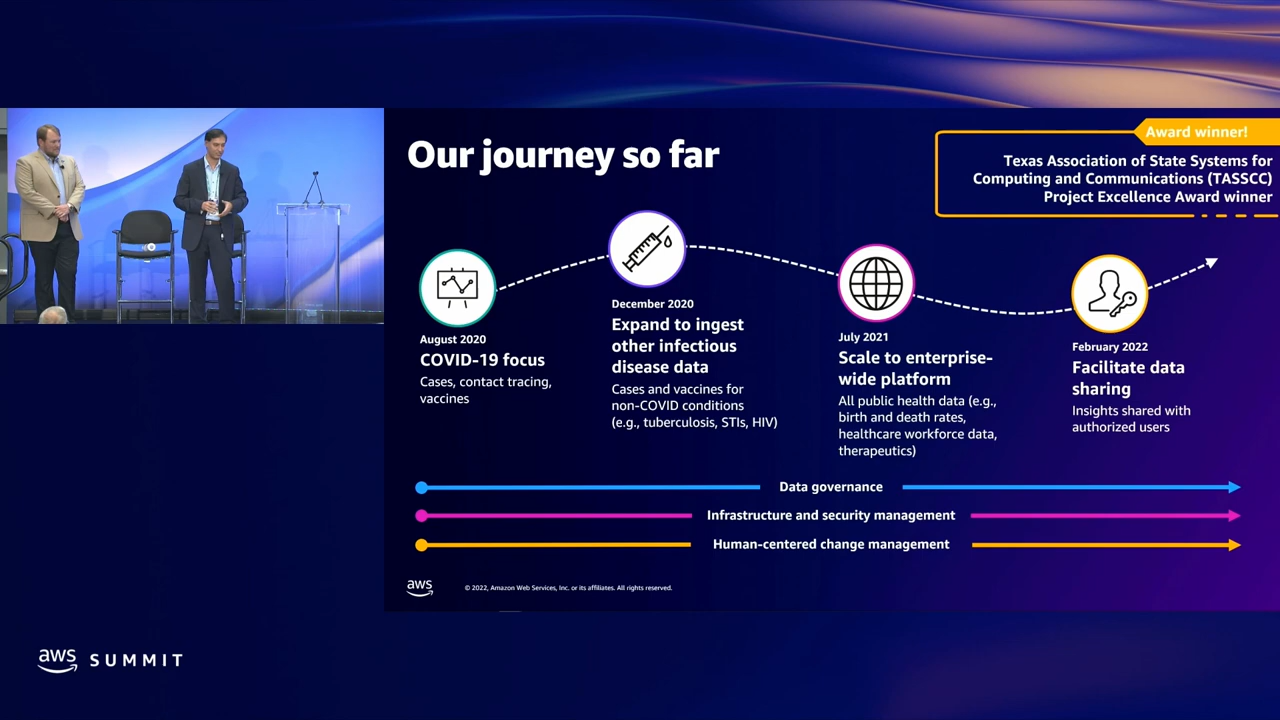 Our journey so far
Award winner!
Texas Association of State Systems for
Computing and Communications (TASSCC)
Project Excellence Award winner
August 2020
COVID-19 focus
Cases, contact tracing,
vaccines
December 2020
Expand to ingest
other infectious
disease data
Cases and vaccines for
non-COVID conditions
(e.g., tuberculosis, STIs, HIV)
July 2021
Scale to enterprise-
wide platform
All public health data (e.g.,
birth and death rates,
healthcare workforce data,
therapeutics)
February 2022
Facilitate data
sharing
Insights shared with
authorized users
Data governance
Infrastructure and security management
Human-centered change management
aws
© 2022, Amazon Web Services, Inc. or its affiliates. All rights reserved.
aws SUMMIT